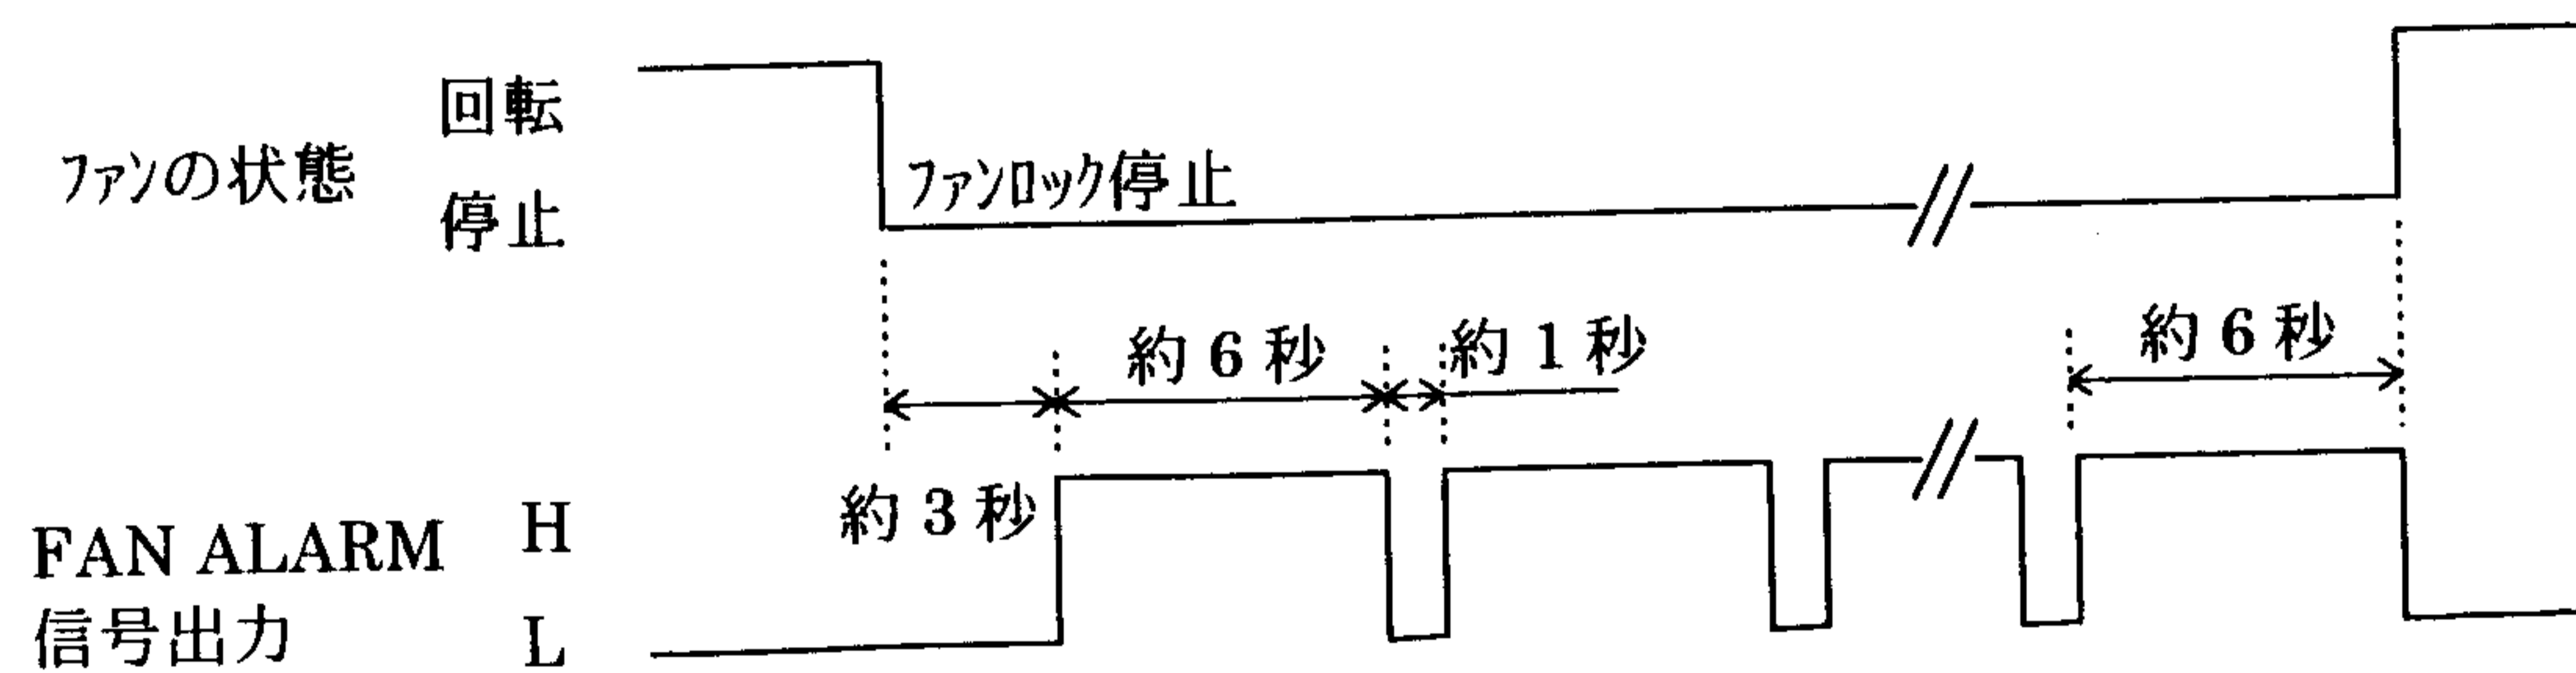 回転
ﾌｧﾝの状態
停止
ﾌｧﾝﾛｯｸ停止
約 6 秒
約 1 秒
約 6 秒
約 3 秒
FAN ALARM
H
信号出力
L